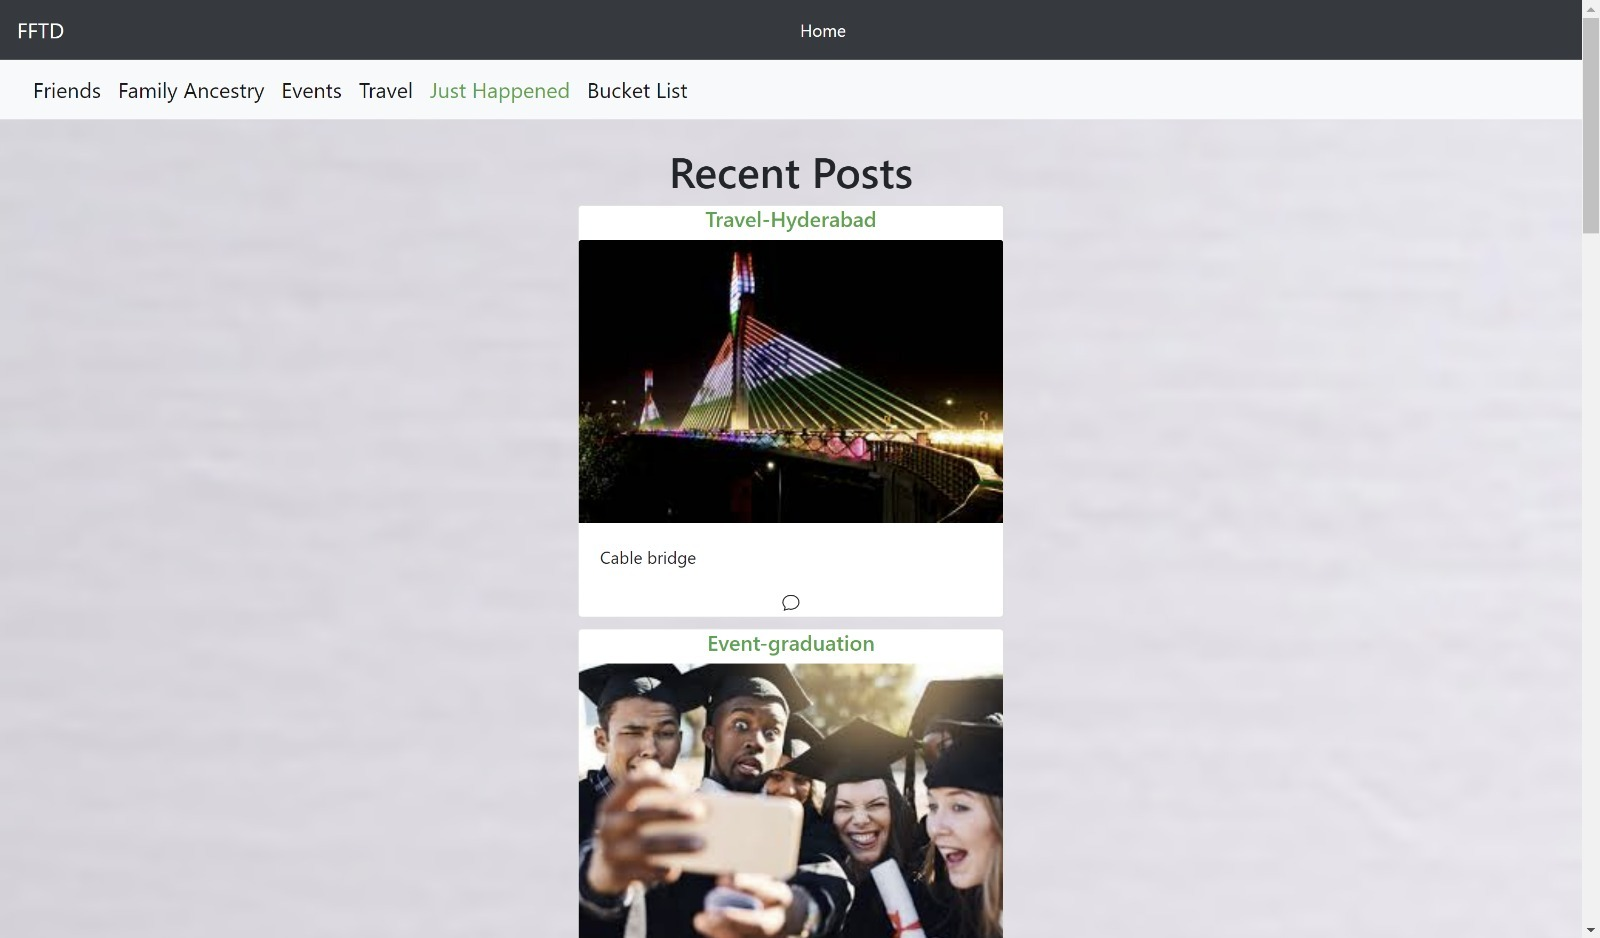 FFTD Home
Friends Family Ancestry Events Travel Just Happened Bucket List
Recent Posts
Travel-Hyderabad
Cable bridge
Event-graduation